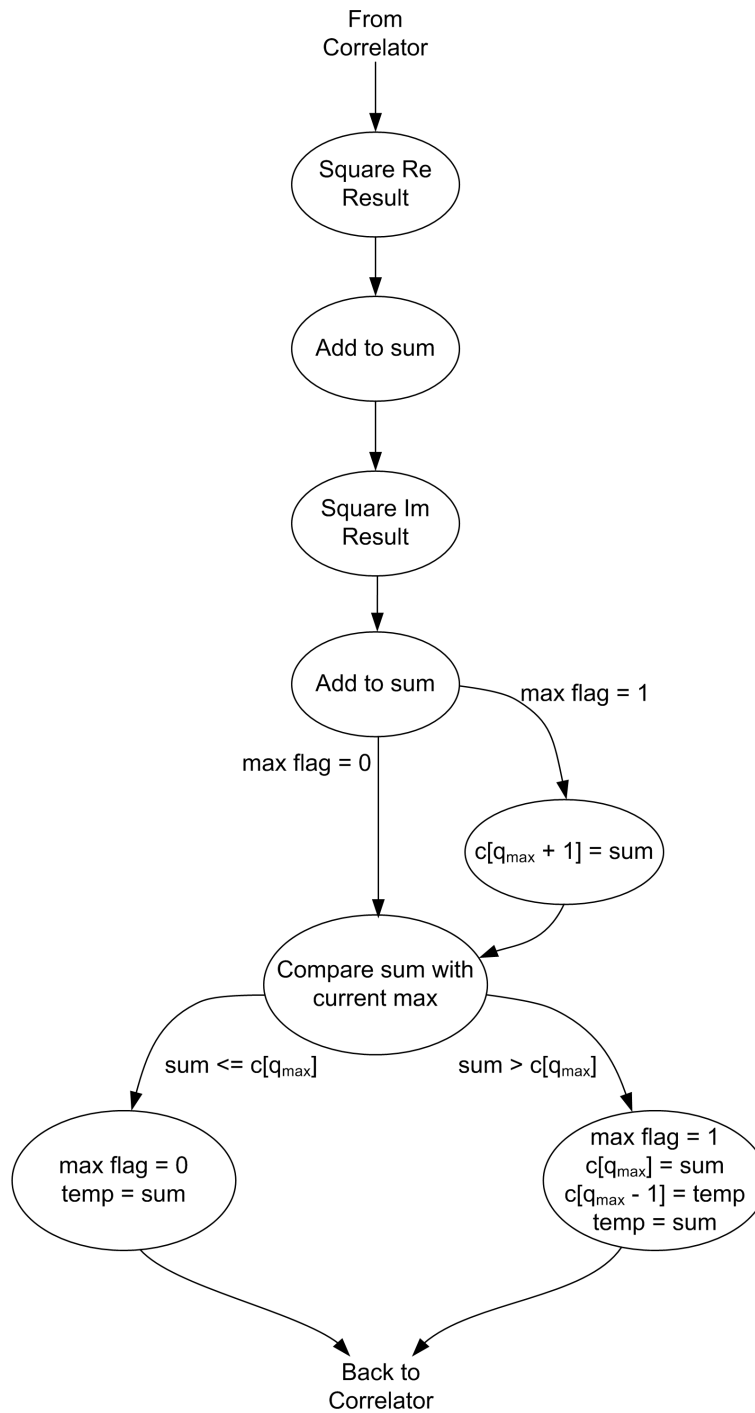 From
Correlator
Square Re
Result
Add to sum
Square Im
Result
Add to sum
max flag = 1
max flag = 0
c[qmax + 1] = sum
Compare sum with
current max
sum <= c[qmax]
sum > c[qmax]
max flag = 0
temp = sum
max flag = 1
c[qmax] = sum
c[qmax - 1] = temp
temp = sum
Back to
Correlator